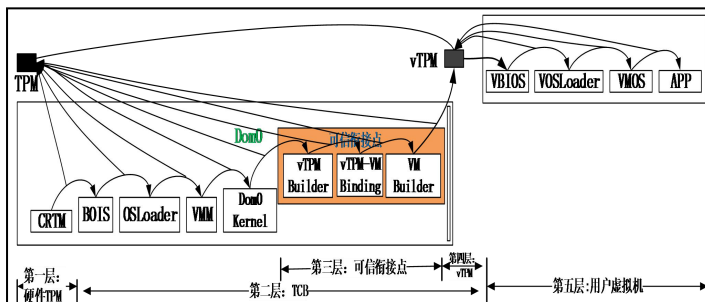 TPM
vTPM
VBIOS
VOSLoader
VMOS
APP
Dom0
可信衔接点
vTPM
Builder
vTPM-VM
Binding
VM
Builder
CRTM
BOIS
OSLoader
VMM
Dom0
Kernel
第一层:
硬件TPM
第二层: TCB
第三层: 可信衔接点
第四层:
vTPM
第五层:用户虚拟机